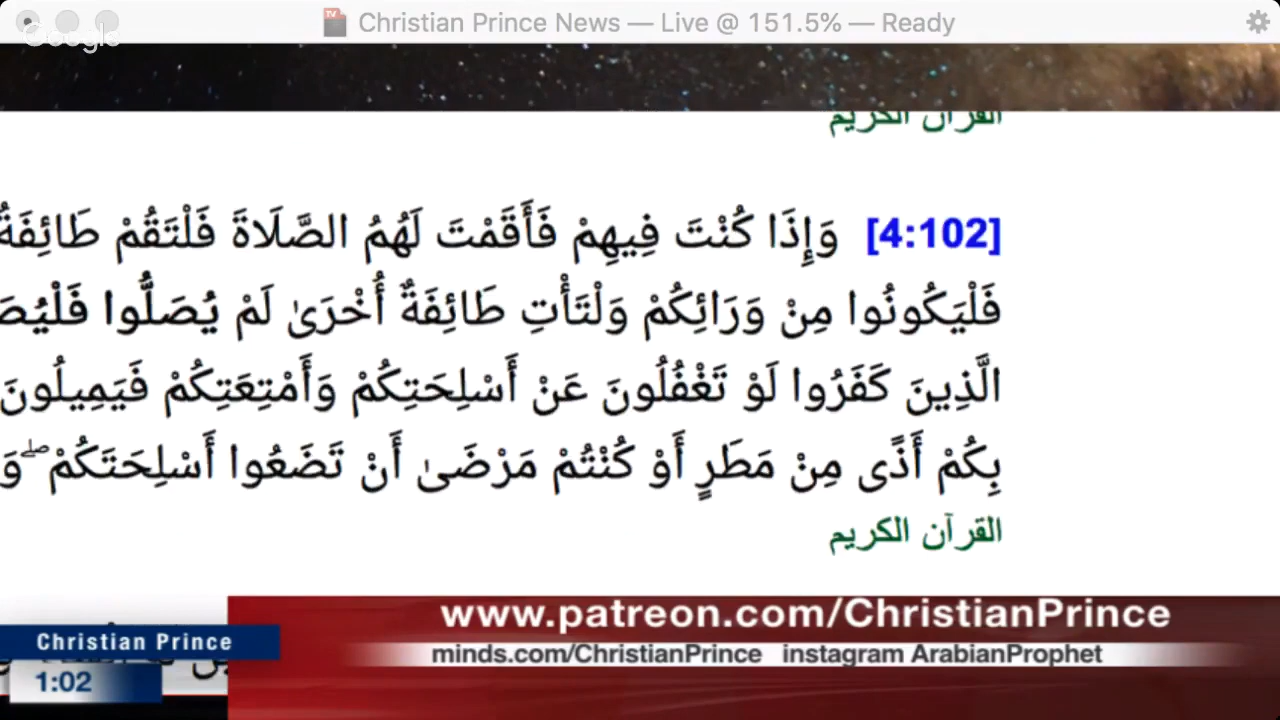 Christian Prince News — Live @ 151.5% — Ready
Google
القرآن الكريم
[4:102] وَإِذَا كُنْتَ فِيهِمْ فَأَقَمْتَ لَهُمُ الصَّلَاةَ فَلْتَقُمْ طَائِفَةٌ
فَلْيَكُونُوا مِنْ وَرَائِكُمْ وَلْتَأْتِ طَائِفَةٌ أُخْرَىٰ لَمْ يُصَلُّوا
الَّذِينَ كَفَرُوا لَوْ تَغْفُلُونَ عَنْ أَسْلِحَتِكُمْ وَأَمْتِعَتِكُمْ فَيَمِيلُونَ
بِكُمْ أَذًى مِنْ مَطَرٍ أَوْ كُنْتُمْ مَرْضَىٰ أَنْ تَضَعُوا أَسْلِحَتَكُمْ ۖ وَ
القرآن الكريم
www.patreon.com/ChristianPrince
Christian Prince
minds.com/ChristianPrince instagram ArabianProphet
1:02